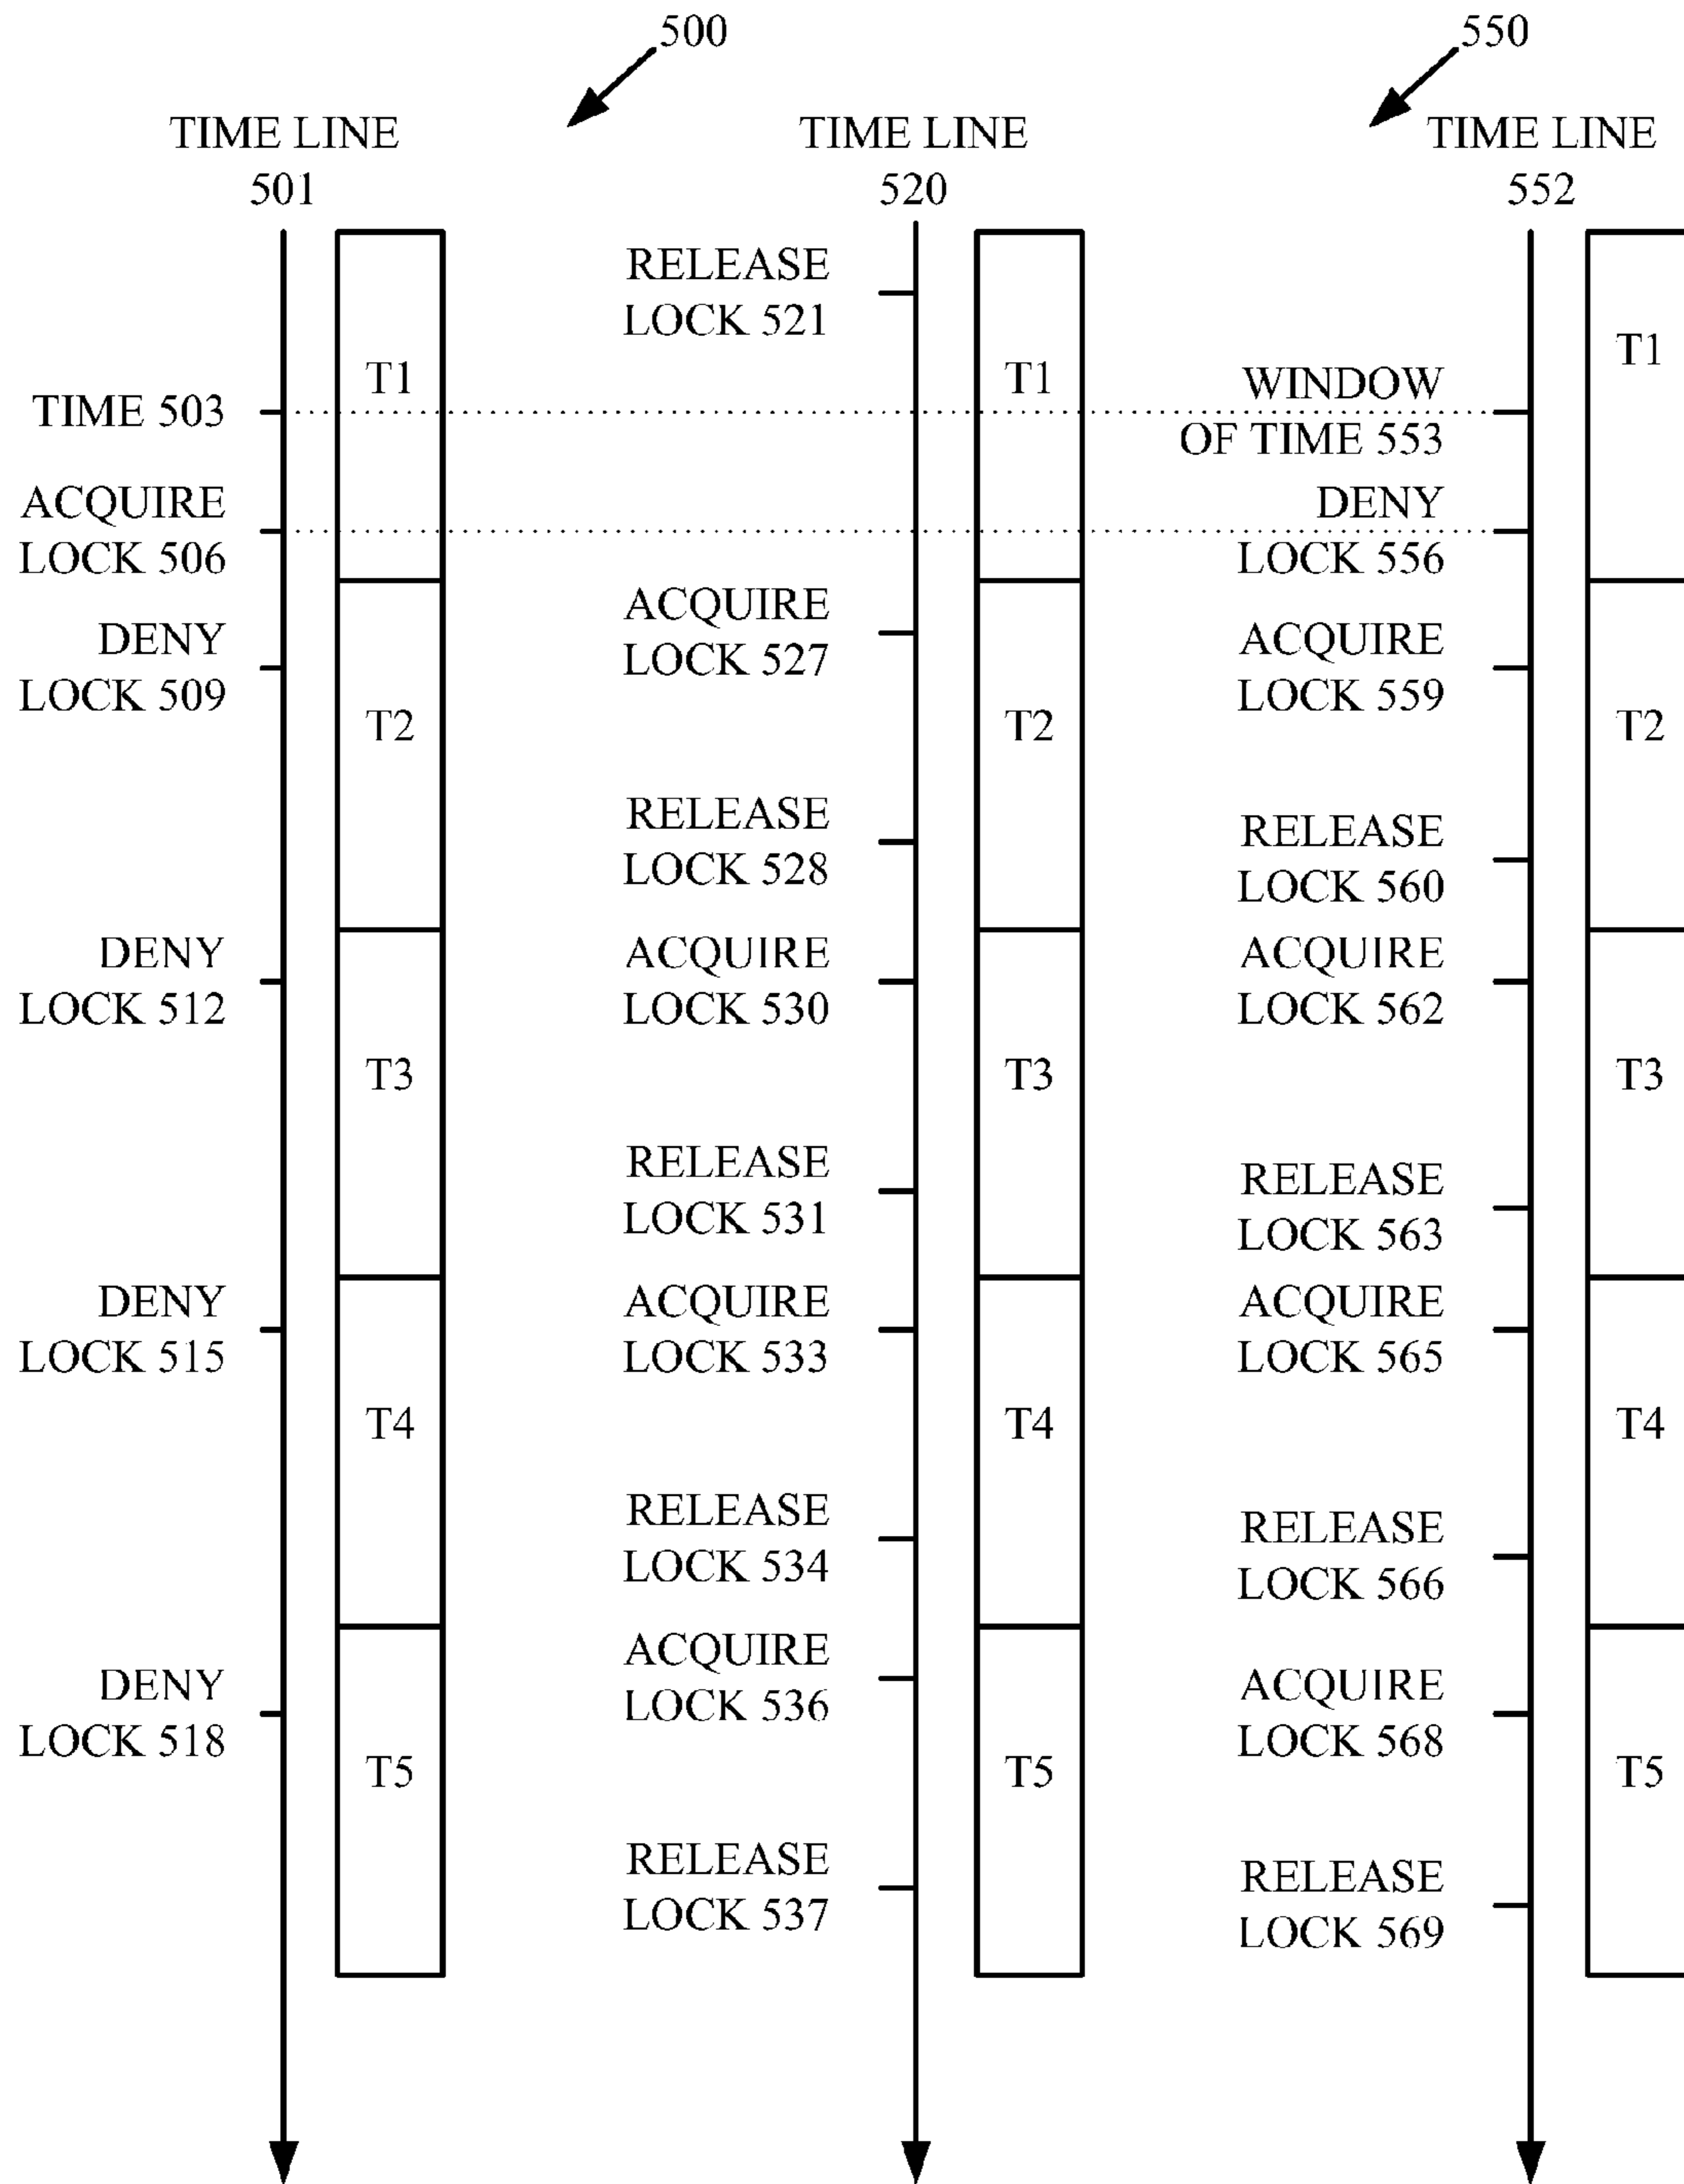 500
550
TIME LINE
501
TIME LINE
520
TIME LINE
552
TIME 503
ACQUIRE
LOCK 506
DENY
LOCK 509
DENY
LOCK 512
DENY
LOCK 515
DENY
LOCK 518
T1
T2
T3
T4
T5
RELEASE
LOCK 521
ACQUIRE
LOCK 527
RELEASE
LOCK 528
ACQUIRE
LOCK 530
RELEASE
LOCK 531
ACQUIRE
LOCK 533
RELEASE
LOCK 534
ACQUIRE
LOCK 536
RELEASE
LOCK 537
T1
T2
T3
T4
T5
WINDOW
OF TIME 553
DENY
LOCK 556
ACQUIRE
LOCK 559
RELEASE
LOCK 560
ACQUIRE
LOCK 562
RELEASE
LOCK 563
ACQUIRE
LOCK 565
RELEASE
LOCK 566
ACQUIRE
LOCK 568
RELEASE
LOCK 569
T1
T2
T3
T4
T5